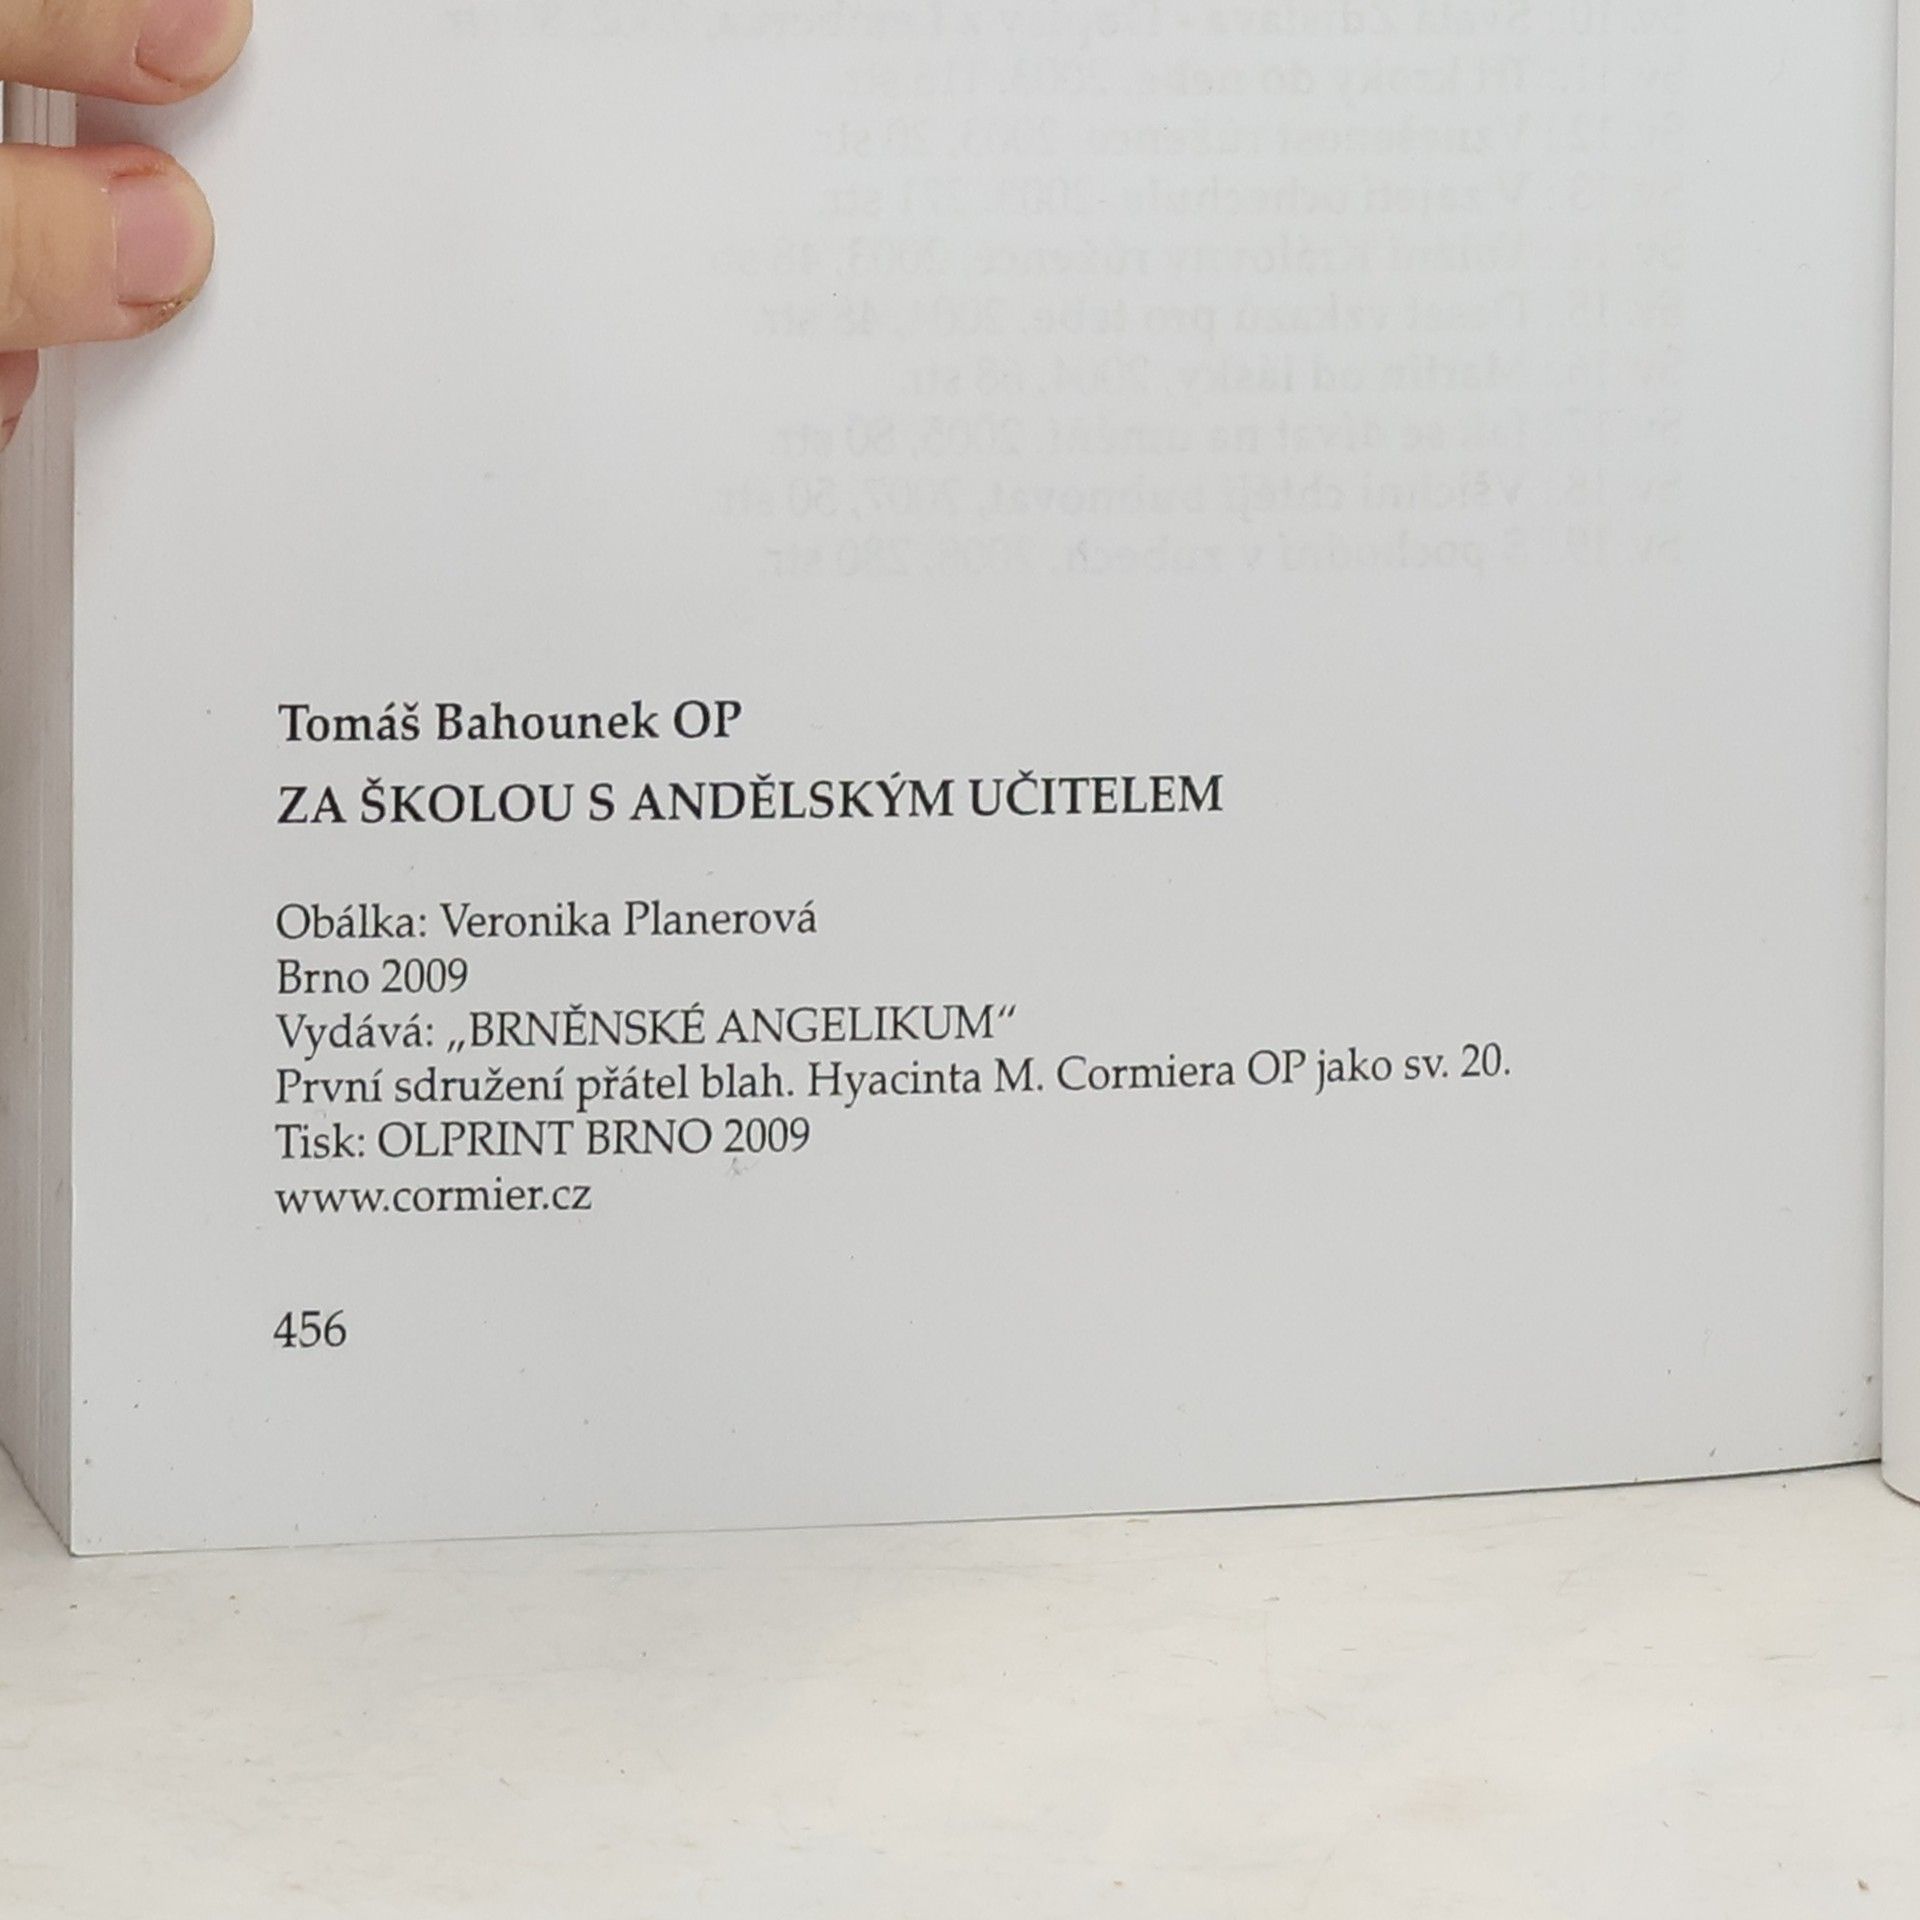 Tomáš Bahounek OP
ZA ŠKOLOU S ANDĚLSKÝM UČITELEM
Obálka: Veronika Planerová
Brno 2009
Vydává: „BRNĚNSKÉ ANGELIKUM“
První sdružení přátel blah. Hyacinta M. Cormiera OP jako sv. 20.
Tisk: OLPRINT BRNO 2009
www.cormier.cz
456